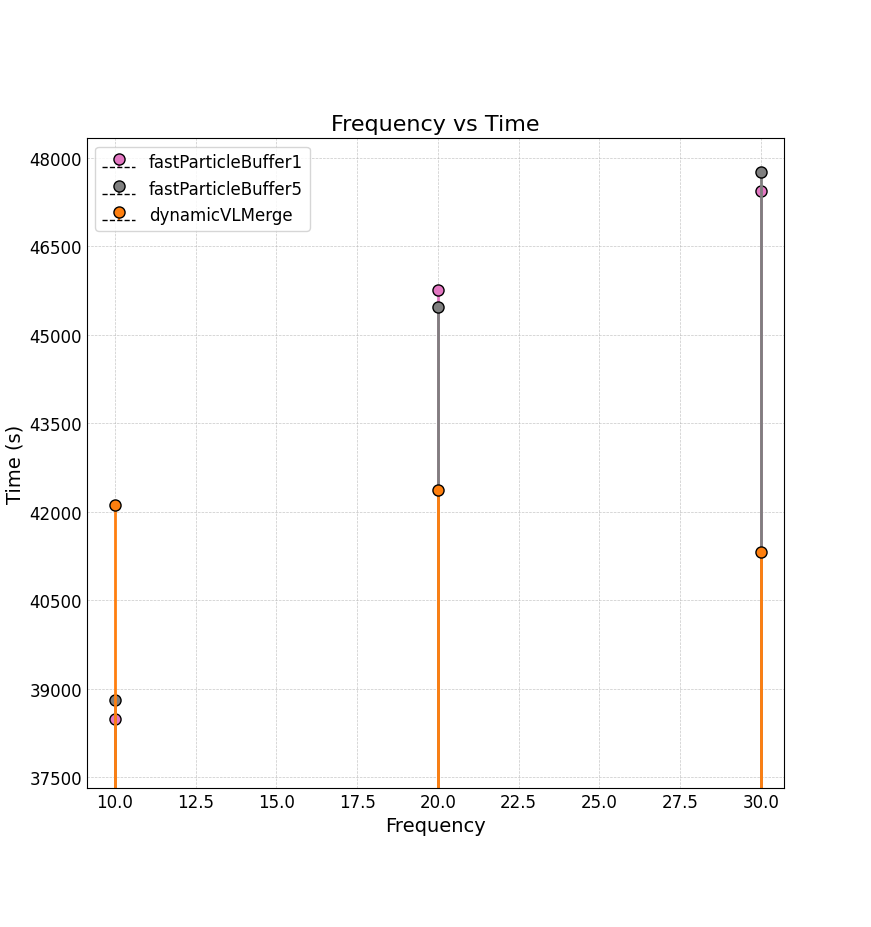 Frequency vs Time
fastParticleBuffer1
fastParticleBuffer5
dynamicVLMerge
48000
46500
45000
43500
42000
40500
39000
37500
Time (s)
10.0 12.5 15.0 17.5 20.0 22.5 25.0 27.5 30.0
Frequency